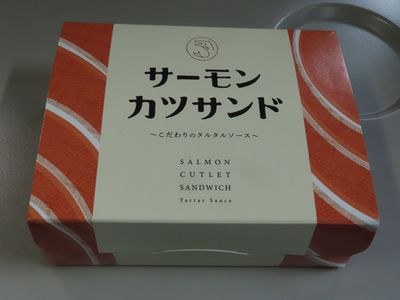 サーモン
カツサンド
～こだわりのタルタルソース～
SALMON
CUTLET
SANDWICH
Tartar Sauce